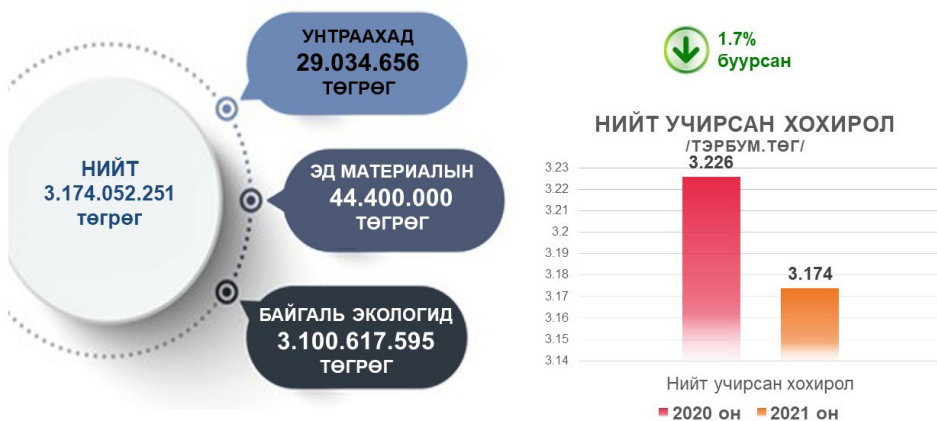 НИЙТ
3.174.052.251
төгрөг
УНТРААХАД
29.034.656
ТӨГРӨГ
ЭД МАТЕРИАЛЫН
44.400.000
ТӨГРӨГ
БАЙГАЛЬ ЭКОЛОГИД
3.100.617.595
ТӨГРӨГ
1.7%
буурсан
НИЙТ УЧИРСАН ХОХИРОЛ
/ТЭРБУМ.ТӨГ/
3.23
3.22
3.21
3.2
3.19
3.18
3.17
3.16
3.15
3.14
3.226
3.174
Нийт учирсан хохирол
2020 он 2021 он